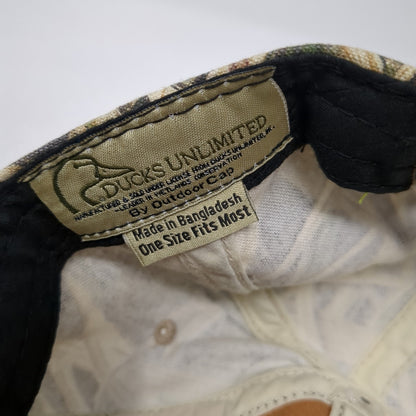 DUCKS UNLIMITED
MANUFACTURED & SOLD UNDER LICENSE FROM DUCKS UNLIMITED, INC.
A LEADER IN WETLANDS CONSERVATION
By Outdoor Cap
Made in Bangladesh
One Size Fits Most